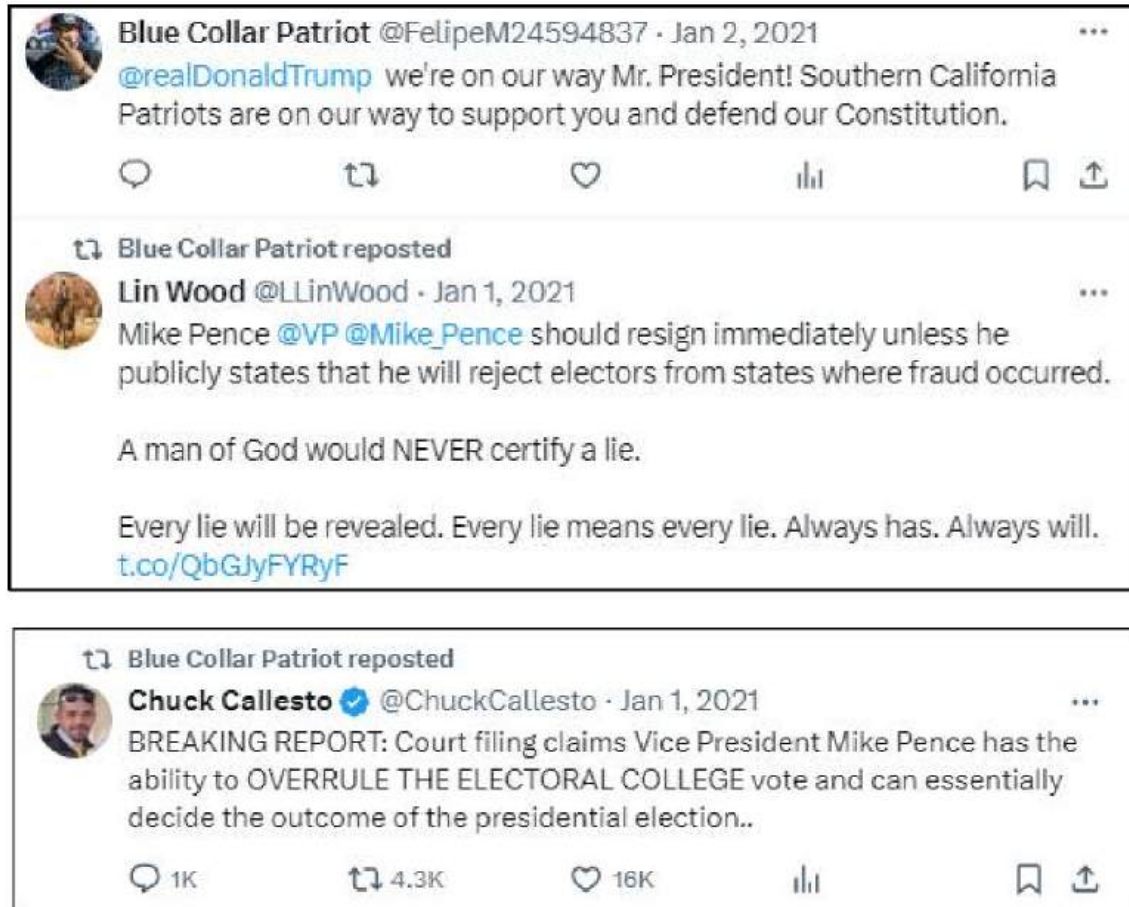 Blue Collar Patriot @FelipeM24594837 · Jan 2, 2021
@realDonaldTrump we're on our way Mr. President! Southern California
Patriots are on our way to support you and defend our Constitution.
Blue Collar Patriot reposted
Lin Wood @LLinWood · Jan 1, 2021
Mike Pence @VP @Mike_Pence should resign immediately unless he
publicly states that he will reject electors from states where fraud occurred.
A man of God would NEVER certify a lie.
Every lie will be revealed. Every lie means every lie. Always has. Always will.
t.co/QbGJyFYRyF
Blue Collar Patriot reposted
Chuck Callesto @ChuckCallesto · Jan 1, 2021
BREAKING REPORT: Court filing claims Vice President Mike Pence has the
ability to OVERRULE THE ELECTORAL COLLEGE vote and can essentially
decide the outcome of the presidential election..
1K 4.3K 16K